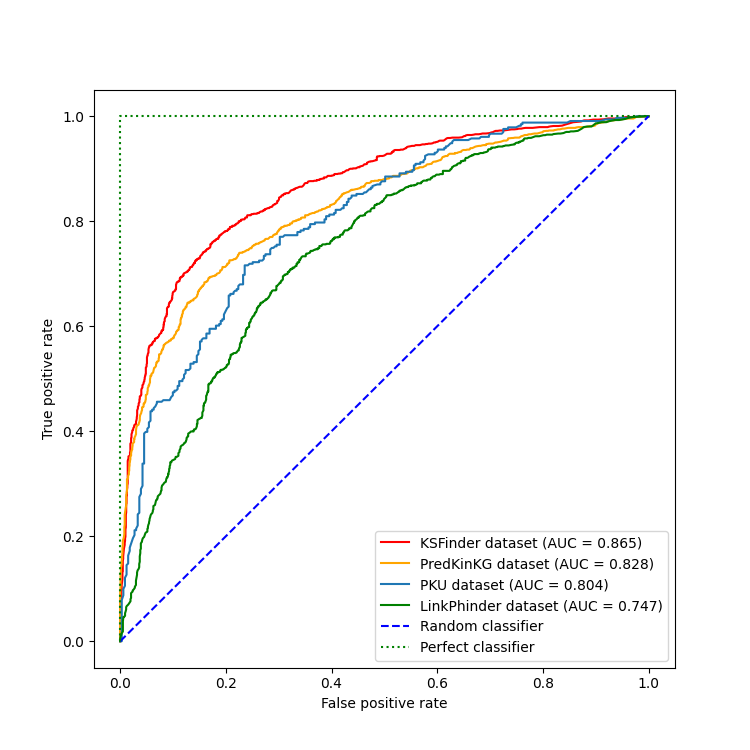 1.0
0.8
0.6
0.4
0.2
0.0
True positive rate
0.0 0.2 0.4 0.6 0.8 1.0
False positive rate
KSFinder dataset (AUC = 0.865)
PredKinKG dataset (AUC = 0.828)
PKU dataset (AUC = 0.804)
LinkPhinder dataset (AUC = 0.747)
Random classifier
Perfect classifier